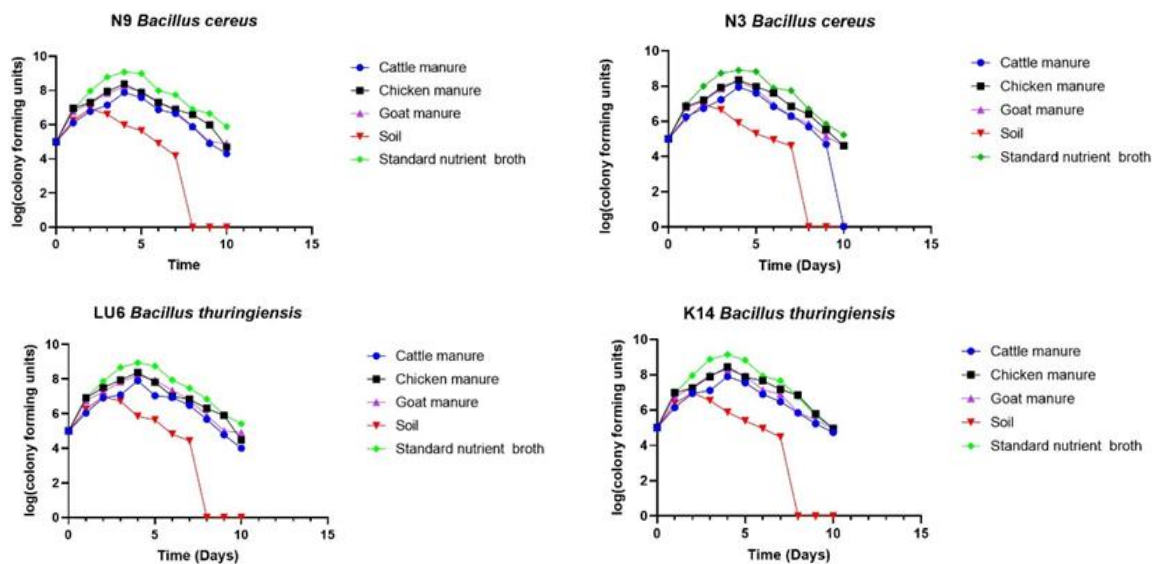 N9 Bacillus cereus
log(colony forming units)
10
8
6
4
2
0
0
5
10
15
Time
Cattle manure
Chicken manure
Goat manure
Soil
Standard nutrient broth
N3 Bacillus cereus
log(colony forming units)
10
8
6
4
2
0
0
5
10
15
Time (Days)
Cattle manure
Chicken manure
Goat manure
Soil
Standard nutrient broth
LU6 Bacillus thuringiensis
log(colony forming units)
10
8
6
4
2
0
0
5
10
15
Time (Days)
Cattle manure
Chicken manure
Goat manure
Soil
Standard nutrient broth
K14 Bacillus thuringiensis
log(colony forming units)
10
8
6
4
2
0
0
5
10
15
Time (Days)
Cattle manure
Chicken manure
Goat manure
Soil
Standard nutrient broth